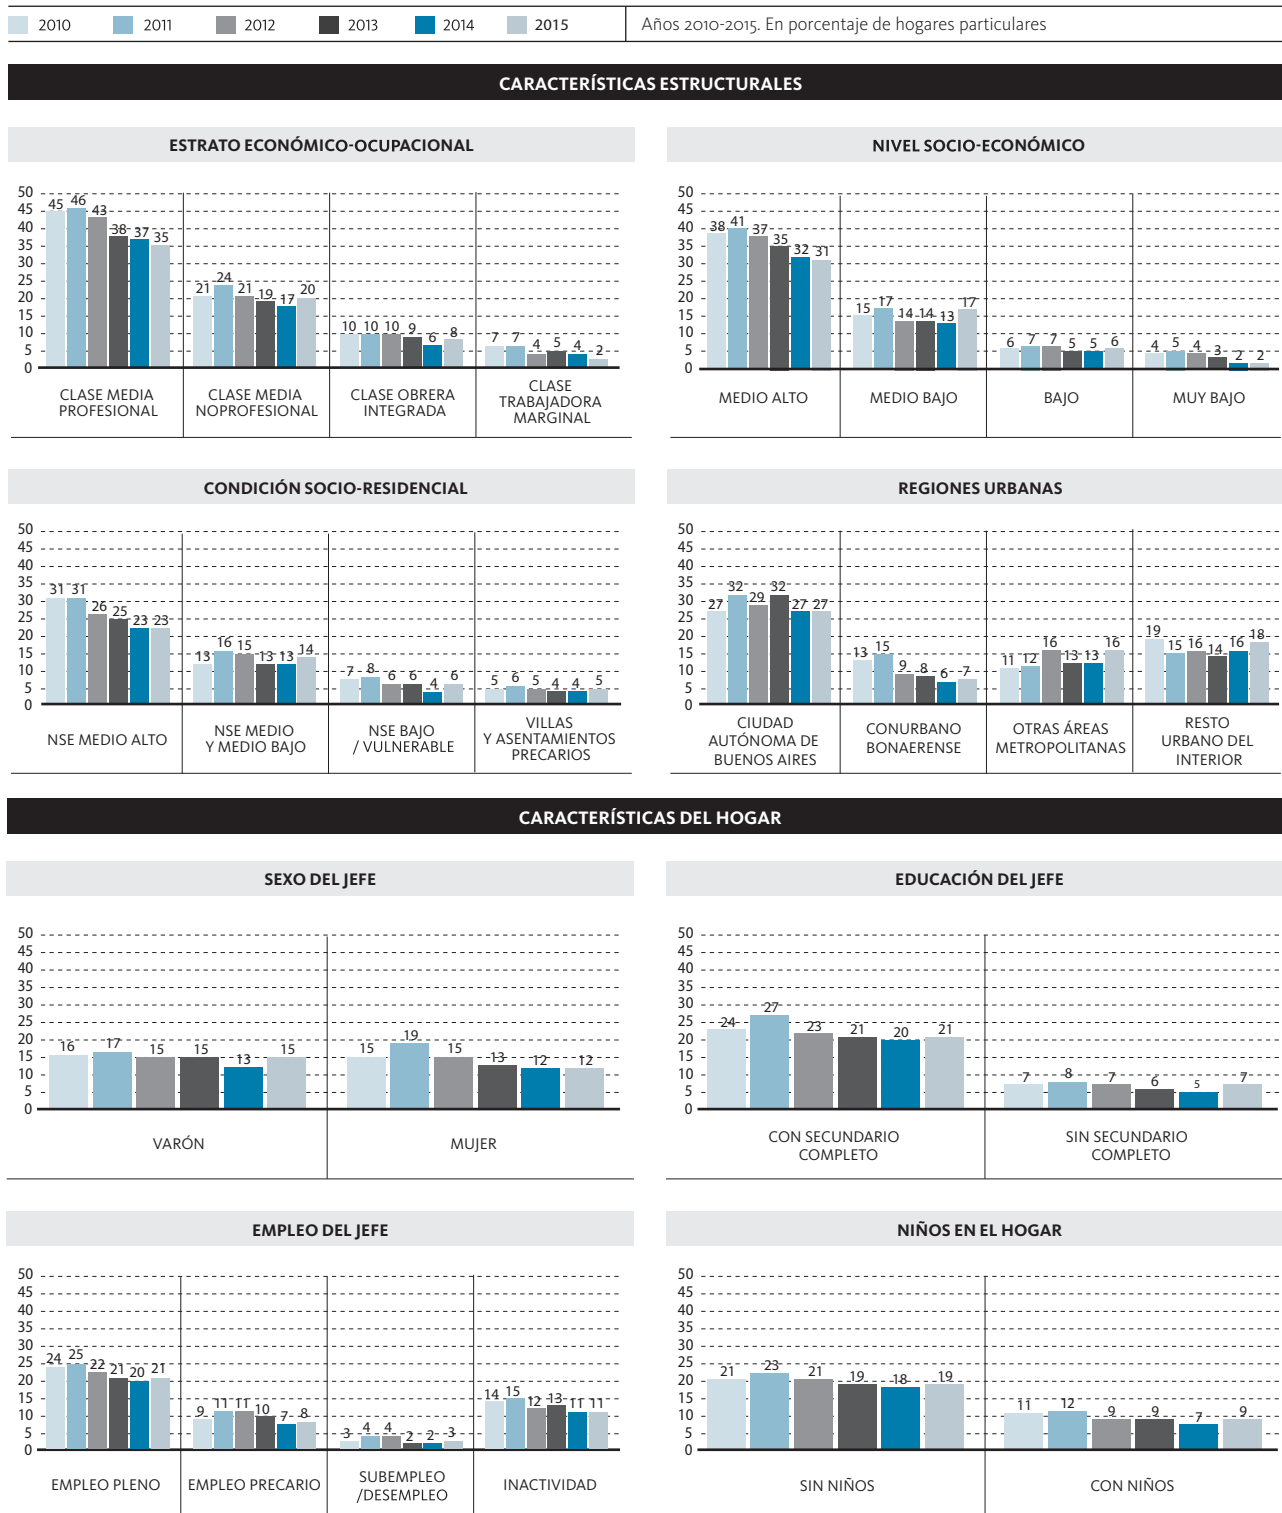 2010 2011 2012 2013 2014 2015 Años 2010-2015. En porcentaje de hogares particulares
CARACTERÍSTICAS ESTRUCTURALES
ESTRATO ECONÓMICO-OCUPACIONAL
50
45
40
35
30
25
20
15
10
5
0
45 46 43 38 37 35
21 24 21 19 17 20
10 10 10 9 6 8
7 7 4 5 4 2
CLASE MEDIA
PROFESIONAL
CLASE MEDIA
NOPROFESIONAL
CLASE OBRERA
INTEGRADA
CLASE
TRABAJADORA
MARGINAL
NIVEL SOCIO-ECONÓMICO
50
45
40
35
30
25
20
15
10
5
0
38 41 37 35 32 31
15 17 14 14 13 17
6 7 7 5 5 6
4 5 4 3 2 2
MEDIO ALTO
MEDIO BAJO
BAJO
MUY BAJO
CONDICIÓN SOCIO-RESIDENCIAL
50
45
40
35
30
25
20
15
10
5
0
31 31 26 25 23 23
13 16 15 13 13 14
7 8 6 6 4 6
5 6 5 4 4 5
NSE MEDIO ALTO
NSE MEDIO
Y MEDIO BAJO
NSE BAJO
/ VULNERABLE
VILLAS
Y ASENTAMIENTOS
PRECARIOS
REGIONES URBANAS
50
45
40
35
30
25
20
15
10
5
0
27 32 29 32 27 27
13 15 9 8 6 7
11 12 16 13 13 16
19 15 16 14 16 18
CIUDAD
AUTÓNOMA DE
BUENOS AIRES
CONURBANO
BONAERENSE
OTRAS ÁREAS
METROPOLITANAS
RESTO
URBANO DEL
INTERIOR
CARACTERÍSTICAS DEL HOGAR
SEXO DEL JEFE
50
45
40
35
30
25
20
15
10
5
0
16 17 15 15 13 15
15 19 15 13 12 12
VARÓN
MUJER
EDUCACIÓN DEL JEFE
50
45
40
35
30
25
20
15
10
5
0
24 27 23 21 20 21
7 8 7 6 5 7
CON SECUNDARIO
COMPLETO
SIN SECUNDARIO
COMPLETO
EMPLEO DEL JEFE
50
45
40
35
30
25
20
15
10
5
0
24 25 22 21 20 21
9 11 11 10 7 8
3 4 4 2 2 3
14 15 12 13 11 11
EMPLEO PLENO
EMPLEO PRECARIO
SUBEMPLEO
/DESEMPLEO
INACTIVIDAD
NIÑOS EN EL HOGAR
50
45
40
35
30
25
20
15
10
5
0
21 23 21 19 18 19
11 12 9 9 7 9
SIN NIÑOS
CON NIÑOS